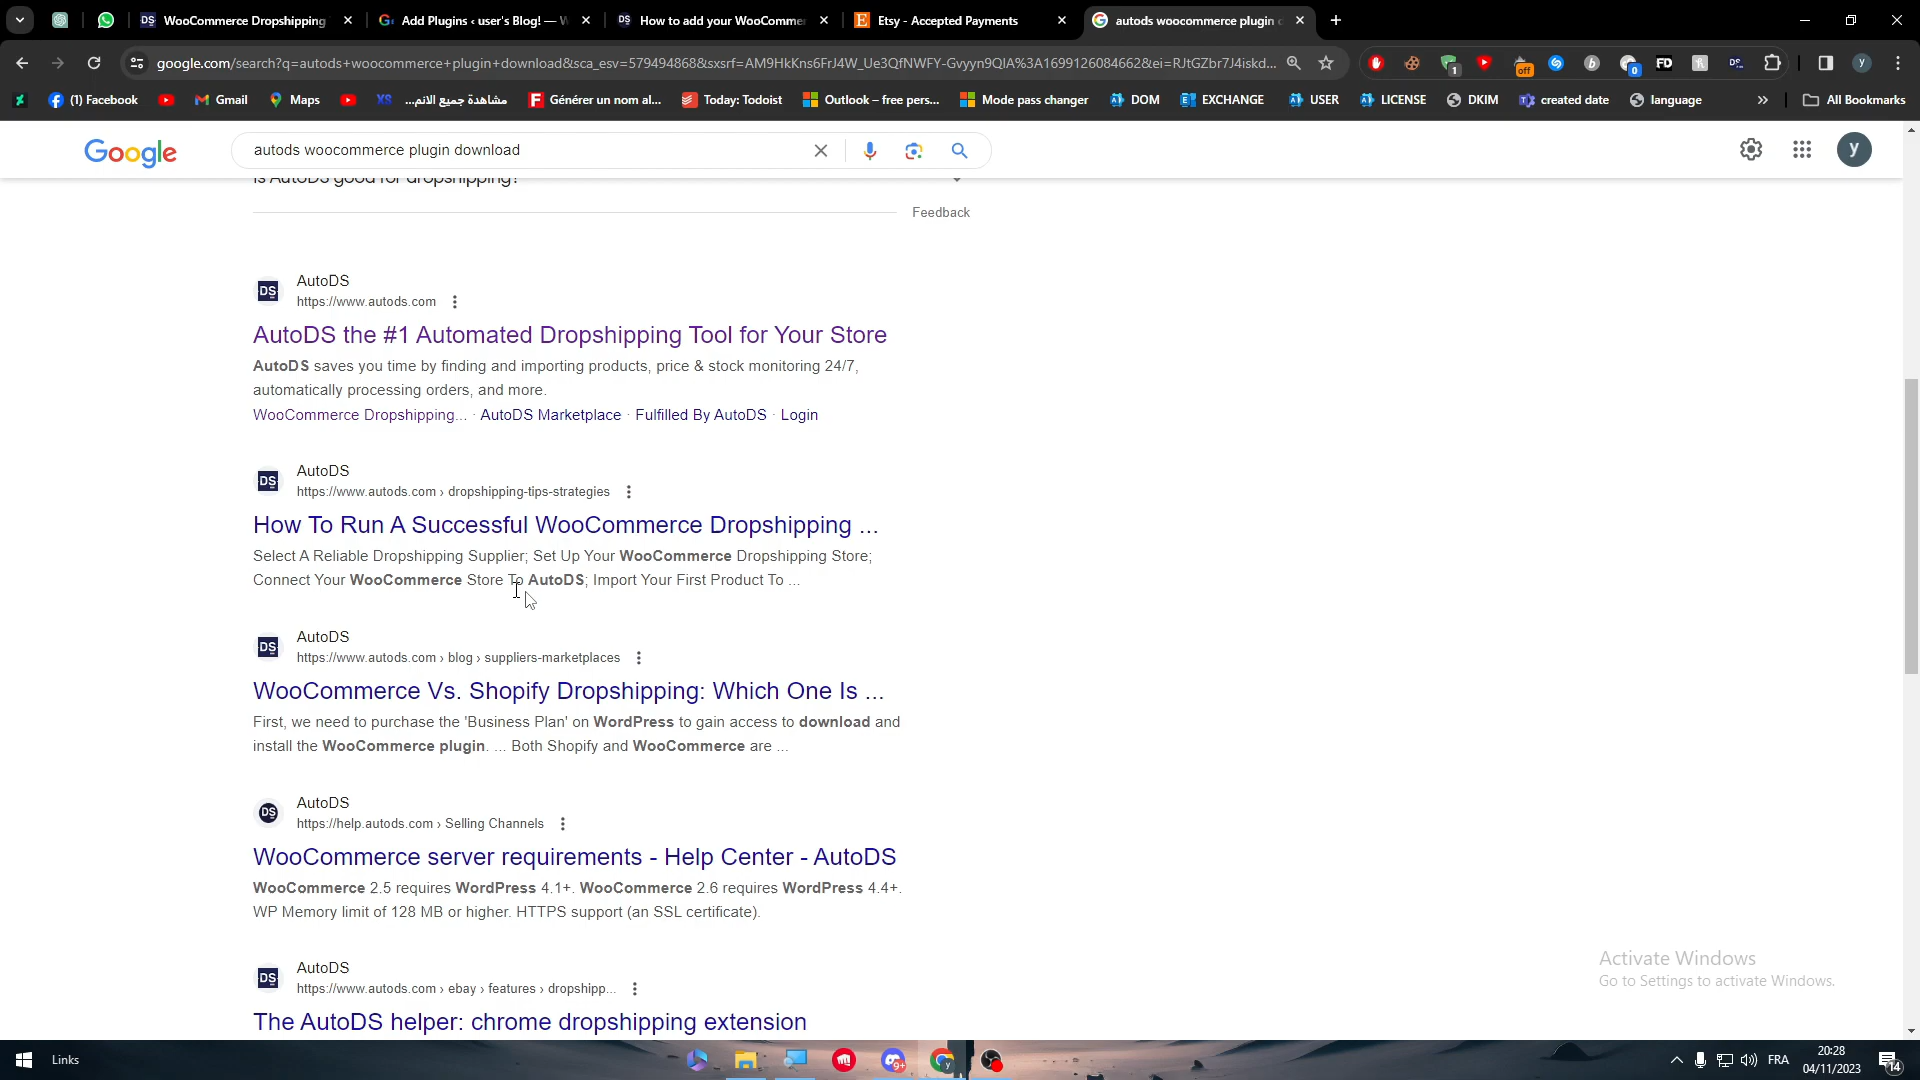 WooCommerce Dropshipping
Add Plugins ‹ user's Blog! — W
How to add your WooComme
Etsy - Accepted Payments
autods woocommerce plugin d
google.com/search?q=autods+woocommerce+plugin+download&sca_esv=579494868&sxsrf=AM9HkKns6FrJ4W_Ue3QfNWFY-Gvyyn9QlA%3A1699126084662&ei=RJtGZbr7J4iskd...
(1) Facebook
Gmail
Maps
مشاهدة جميع الانم...
Générer un nom al...
Today: Todoist
Outlook – free pers...
Mode pass changer
DOM
EXCHANGE
USER
LICENSE
DKIM
created date
language
All Bookmarks
Google
autods woocommerce plugin download
y
Is AutoDS good for dropshipping?
Feedback
AutoDS
https://www.autods.com
AutoDS the #1 Automated Dropshipping Tool for Your Store
AutoDS saves you time by finding and importing products, price & stock monitoring 24/7,
automatically processing orders, and more.
WooCommerce Dropshipping... · AutoDS Marketplace · Fulfilled By AutoDS · Login
AutoDS
https://www.autods.com › dropshipping-tips-strategies
How To Run A Successful WooCommerce Dropshipping ...
Select A Reliable Dropshipping Supplier; Set Up Your WooCommerce Dropshipping Store;
Connect Your WooCommerce Store To AutoDS; Import Your First Product To ...
AutoDS
https://www.autods.com › blog › suppliers-marketplaces
WooCommerce Vs. Shopify Dropshipping: Which One Is ...
First, we need to purchase the 'Business Plan' on WordPress to gain access to download and
install the WooCommerce plugin. ... Both Shopify and WooCommerce are ...
AutoDS
https://help.autods.com › Selling Channels
WooCommerce server requirements - Help Center - AutoDS
WooCommerce 2.5 requires WordPress 4.1+. WooCommerce 2.6 requires WordPress 4.4+.
WP Memory limit of 128 MB or higher. HTTPS support (an SSL certificate).
AutoDS
https://www.autods.com › ebay › features › dropshipp...
The AutoDS helper: chrome dropshipping extension
Activate Windows
Go to Settings to activate Windows.
Links
FRA
20:28
04/11/2023
14